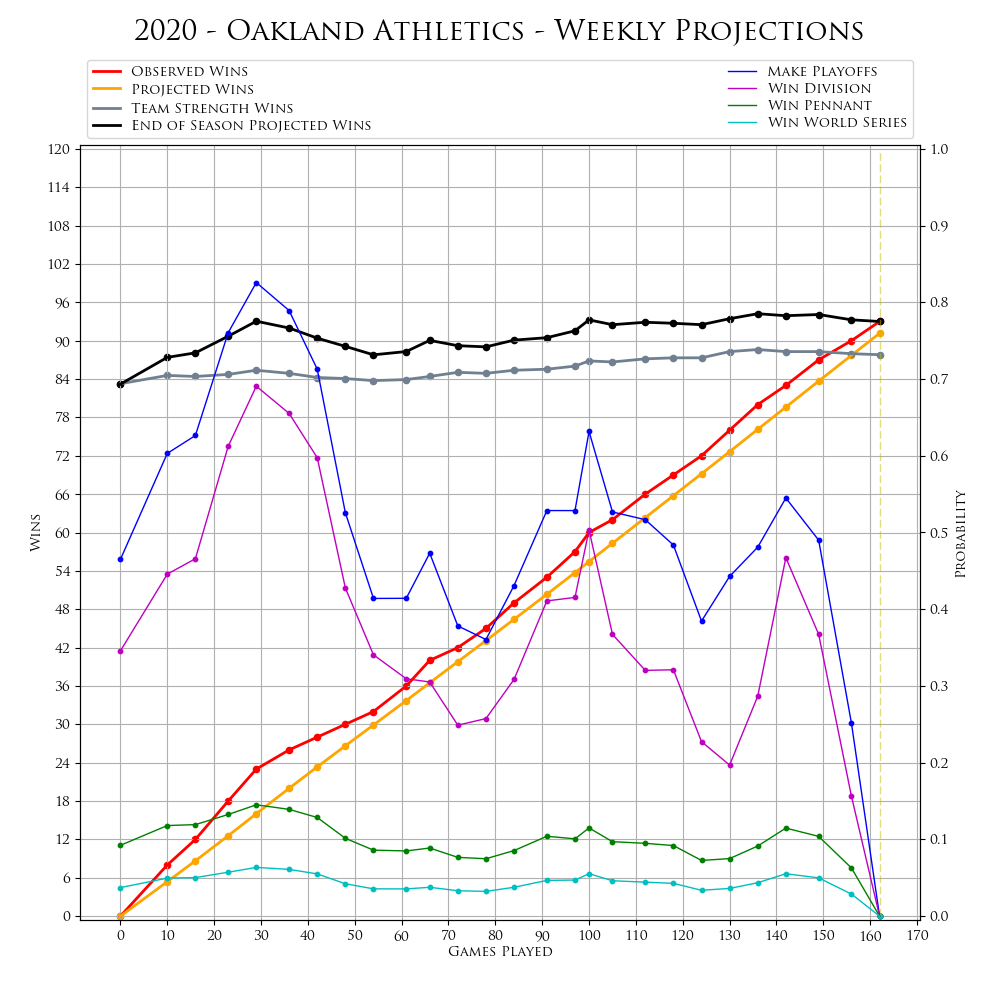 2020 - Oakland Athletics - Weekly Projections
Observed Wins
Projected Wins
Team Strength Wins
End of Season Projected Wins
Make Playoffs
Win Division
Win Pennant
Win World Series
120
114
108
102
96
90
84
78
72
66
60
54
48
42
36
30
24
18
12
6
0
Wins
1.0
0.9
0.8
0.7
0.6
0.5
0.4
0.3
0.2
0.1
0.0
Probability
0 10 20 30 40 50 60 70 80 90 100 110 120 130 140 150 160 170
Games Played